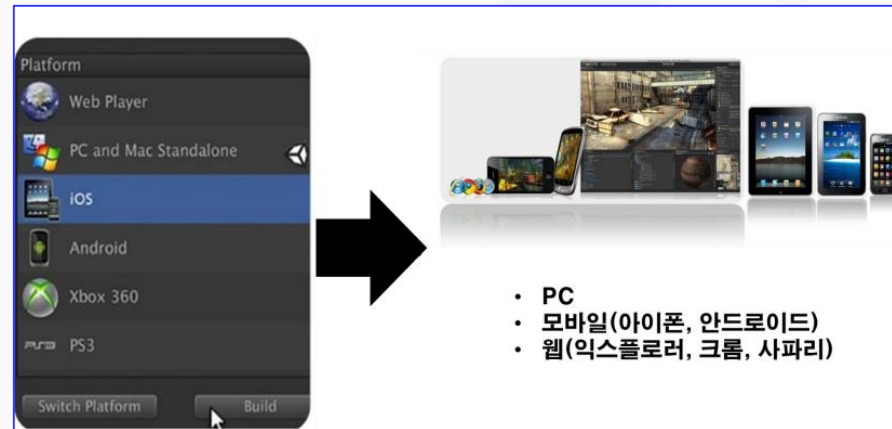 Platform
Web Player
PC and Mac Standalone
iOS
Android
Xbox 360
PS3 PS3
Switch Platform
Build
• PC
• 모바일(아이폰, 안드로이드)
• 웹(익스플로러, 크롬, 사파리)